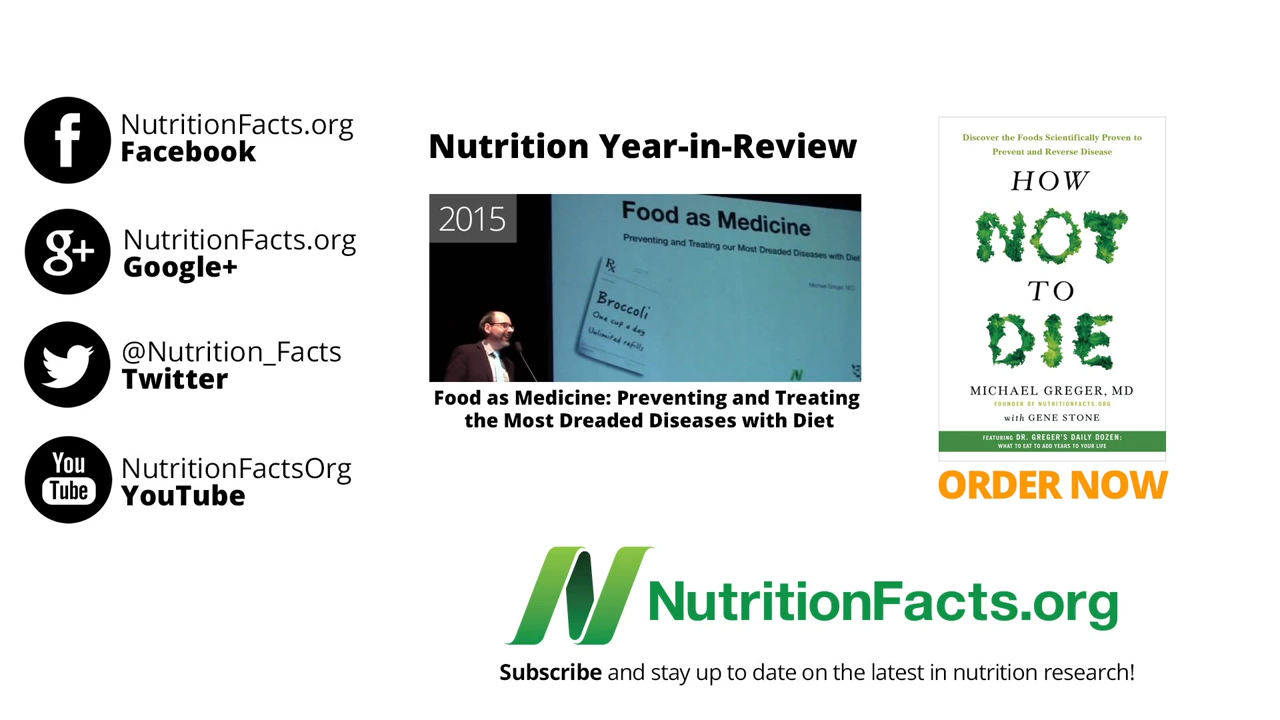 NutritionFacts.org
Facebook
NutritionFacts.org
Google+
@Nutrition_Facts
Twitter
You
Tube
NutritionFactsOrg
YouTube
Nutrition Year-in-Review
2015
Food as Medicine
Preventing and Treating our Most Dreaded Diseases with Diet
Michael Greger, MD
Broccoli
One cup a day
Unlimited refills
Food as Medicine: Preventing and Treating
the Most Dreaded Diseases with Diet
Discover the Foods Scientifically Proven to
Prevent and Reverse Disease
HOW
NOT
TO
DIE
MICHAEL GREGER, MD
FOUNDER OF NUTRITIONFACTS.ORG
with GENE STONE
FEATURING DR. GREGER'S DAILY DOZEN:
WHAT TO EAT TO ADD YEARS TO YOUR LIFE
ORDER NOW
NutritionFacts.org
Subscribe and stay up to date on the latest in nutrition research!